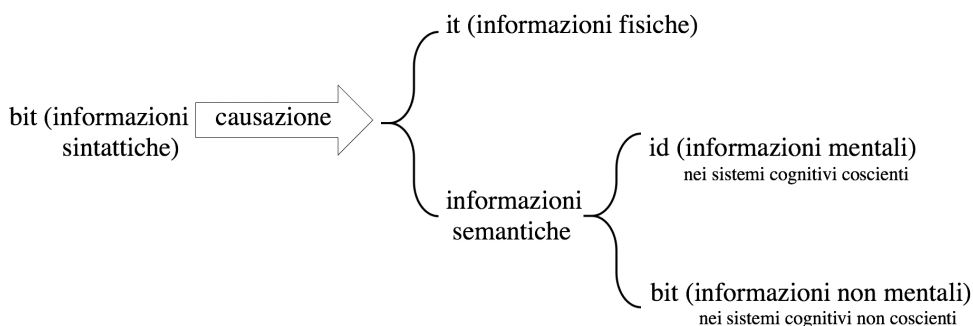 it (informazioni fisiche)
bit (informazioni
sintattiche)
causazione
informazioni
semantiche
id (informazioni mentali)
nei sistemi cognitivi coscienti
bit (informazioni non mentali)
nei sistemi cognitivi non coscienti